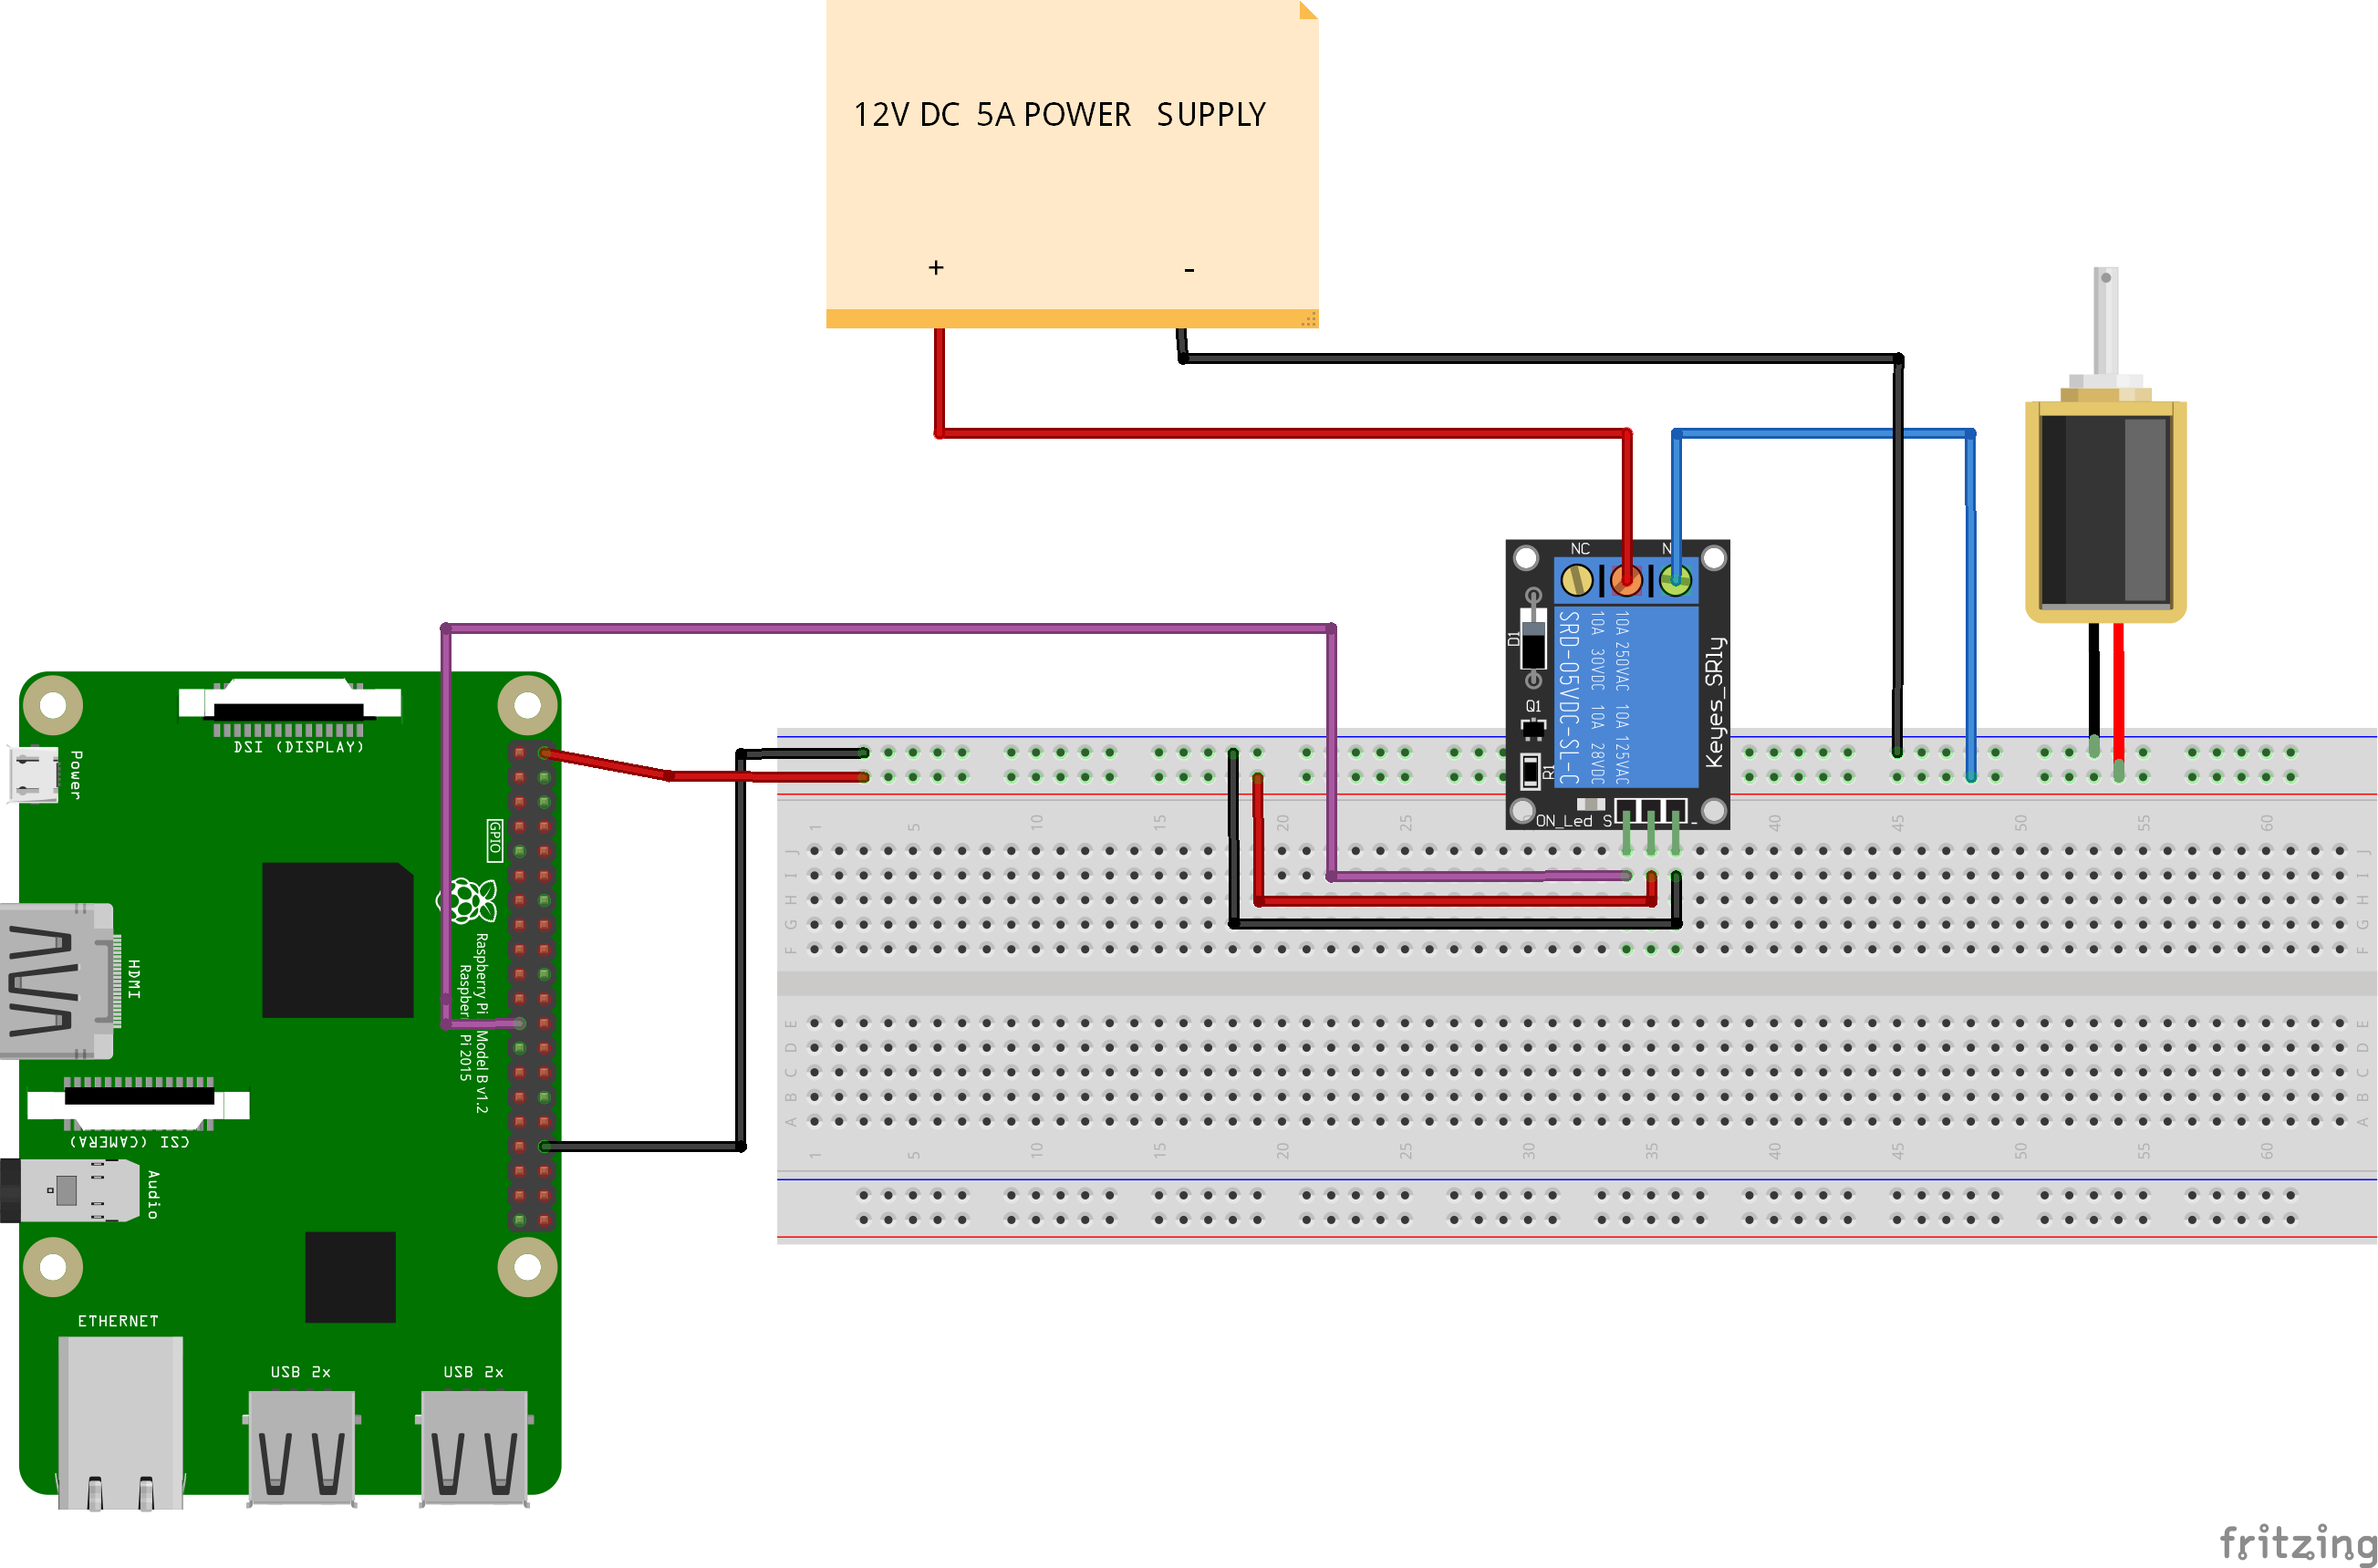 12V DC 5A POWER SUPPLY
+ -
NC N
D1
SRD-05VDC-SL-C
10A 30VDC 10A 28VDC
10A 250VAC 10A 125VAC
Keyes_SRly
Q1
R1
ON_Led S -
DSI (DISPLAY)
Power
GPIO
HDMI
Raspberry Pi Model B v1.2
Raspber Pi 2015
CSI (CAMERA)
Audio
ETHERNET
USB 2x USB 2x
1 5 10 15 20 25 40 45 50 55 60
J J
I I
H H
G G
F F
E E
D D
C C
B B
A A
1 5 10 15 20 25 30 35 40 45 50 55 60
fritzing